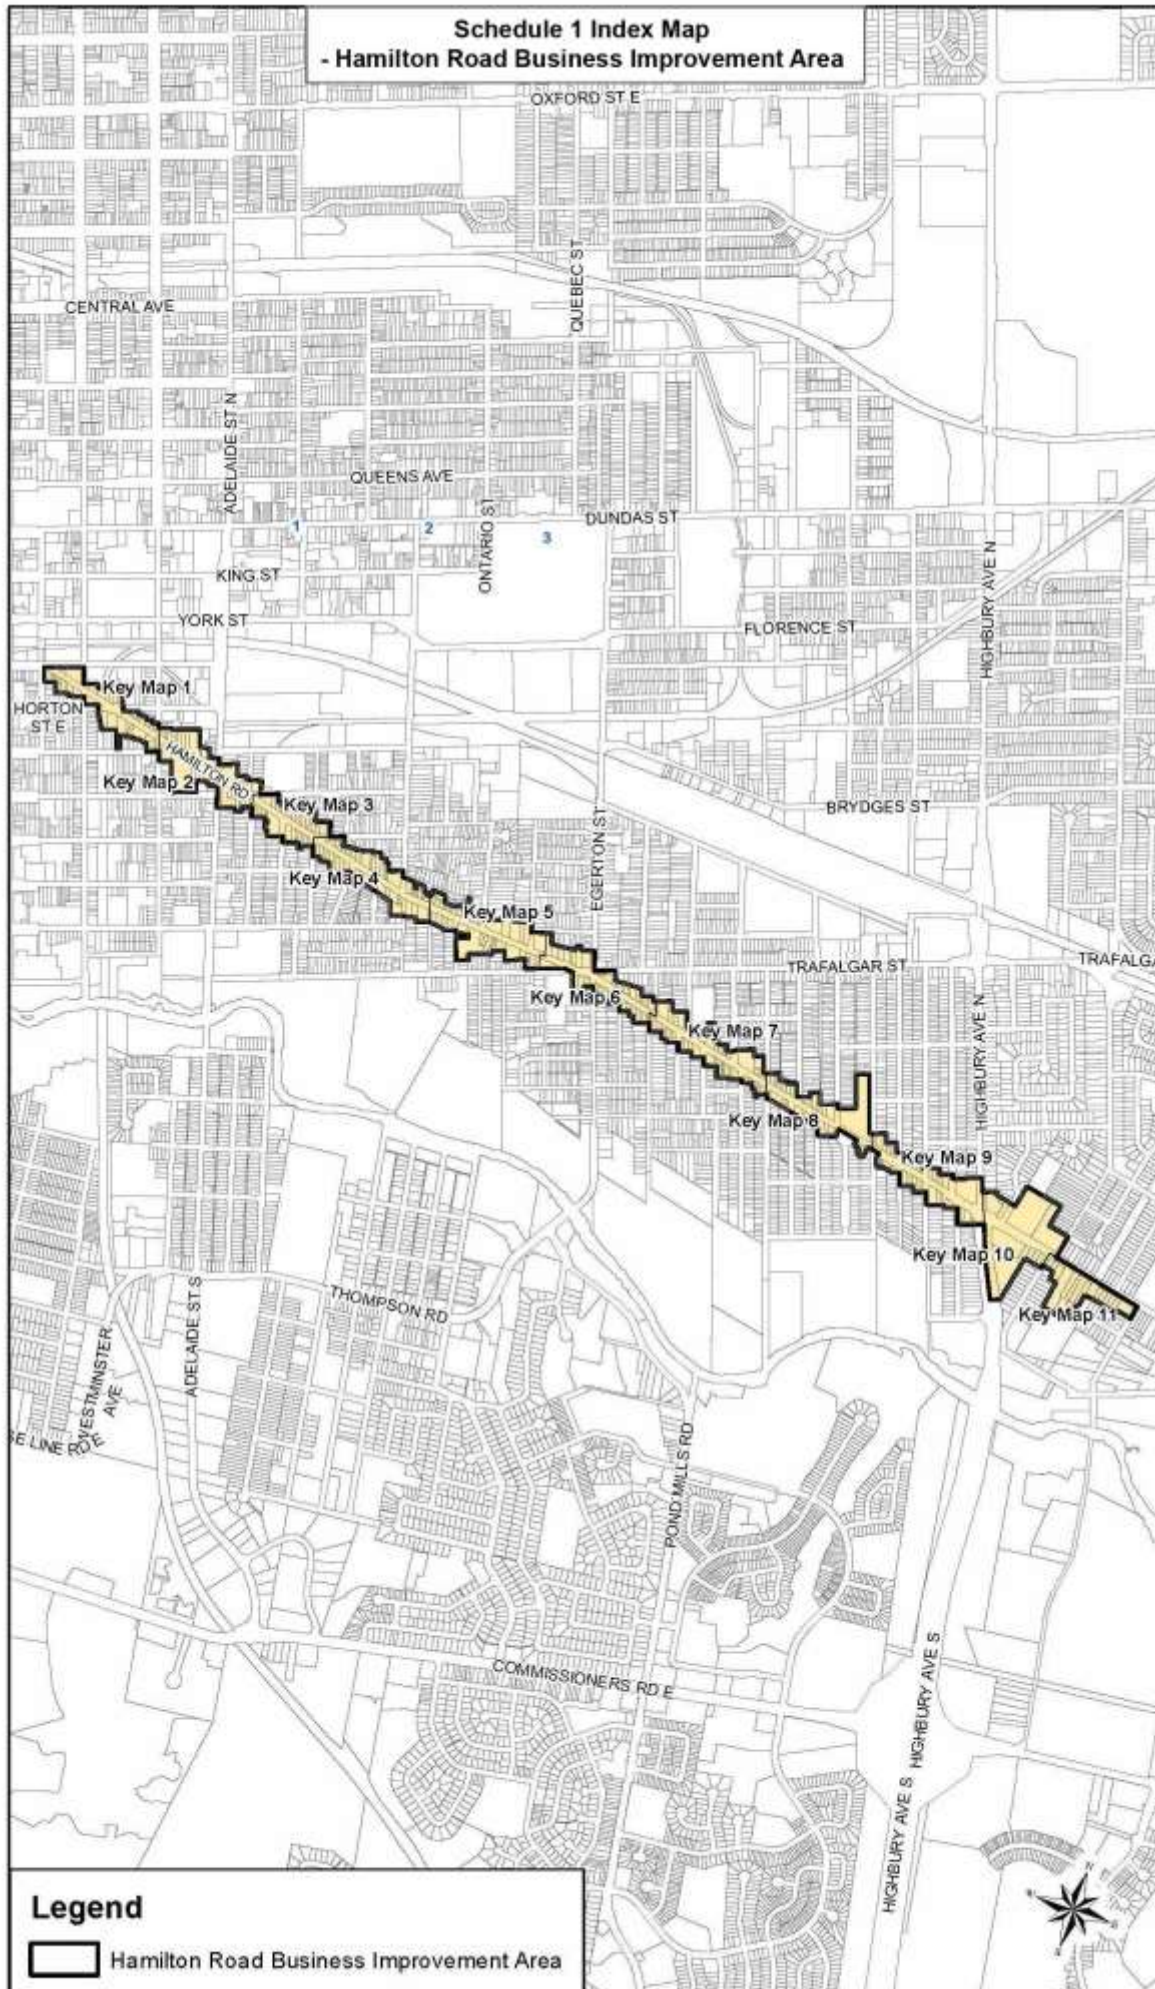 Schedule 1 Index Map
- Hamilton Road Business Improvement Area
OXFORD ST E
QUEBEC ST
CENTRAL AVE
ADELAIDE ST N
QUEENS AVE
1
2
3
DUNDAS ST
ONTARIO ST
KING ST
HIGHBURY AVE N
YORK ST
FLORENCE ST
Key Map 1
HORTON
ST E
HAMILTON RD
Key Map 2
Key Map 3
BRYDGES ST
EGERTON ST
Key Map 4
Key Map 5
TRAFALGAR ST
TRAFALGA
Key Map 6
HIGHBURY AVE N
Key Map 7
Key Map 8
Key Map 9
Key Map 10
THOMPSON RD
Key Map 11
ADELAIDE ST S
WESTMINSTER
AVE
SE LINE RD E
POND MILLS RD
COMMISSIONERS RD E
HIGHBURY AVE S
HIGHBURY AVE S
Legend
Hamilton Road Business Improvement Area